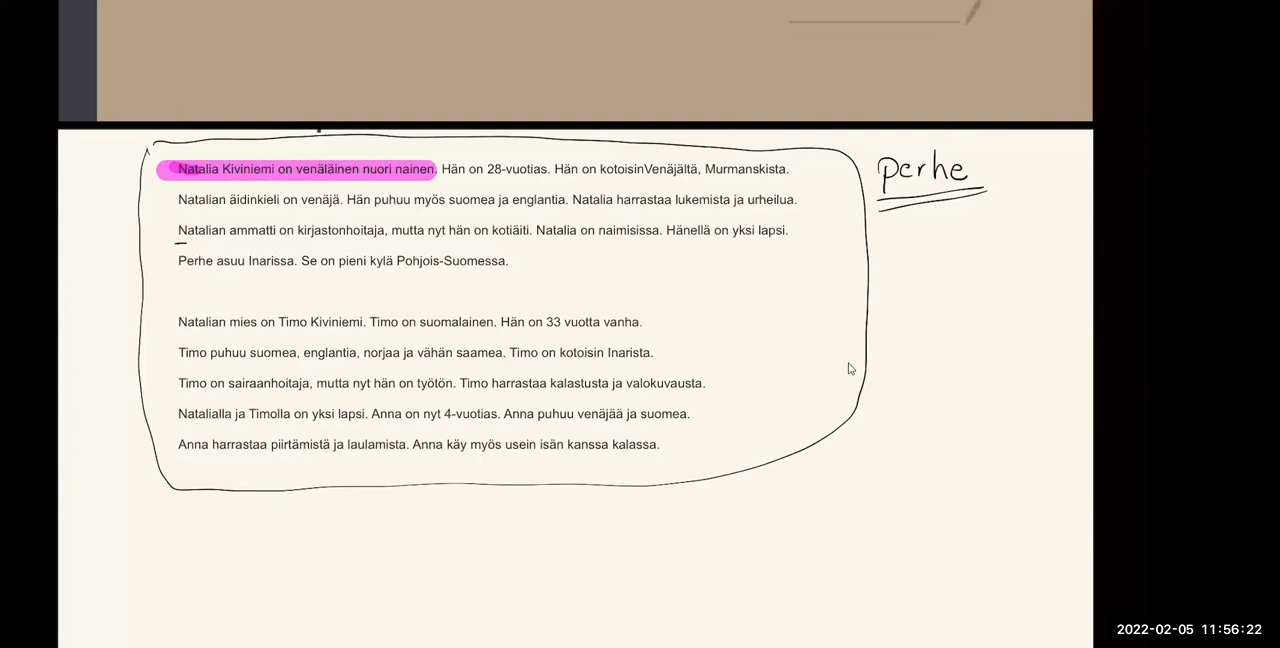 Natalia Kiviniemi on venäläinen nuori nainen. Hän on 28-vuotias. Hän on kotoisinVenäjältä, Murmanskista.
perhe
Natalian äidinkieli on venäjä. Hän puhuu myös suomea ja englantia. Natalia harrastaa lukemista ja urheilua.
Natalian ammatti on kirjastonhoitaja, mutta nyt hän on kotiäiti. Natalia on naimisissa. Hänellä on yksi lapsi.
Perhe asuu Inarissa. Se on pieni kylä Pohjois-Suomessa.
Natalian mies on Timo Kiviniemi. Timo on suomalainen. Hän on 33 vuotta vanha.
Timo puhuu suomea, englantia, norjaa ja vähän saamea. Timo on kotoisin Inarista.
Timo on sairaanhoitaja, mutta nyt hän on työtön. Timo harrastaa kalastusta ja valokuvausta.
Natalialla ja Timolla on yksi lapsi. Anna on nyt 4-vuotias. Anna puhuu venäjää ja suomea.
Anna harrastaa piirtämistä ja laulamista. Anna käy myös usein isän kanssa kalassa.
2022-02-05 11:56:22